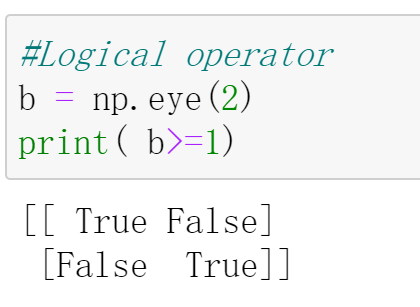 #Logical operator
b = np.eye(2)
print( b>=1)
[[ True False]
 [False  True]]